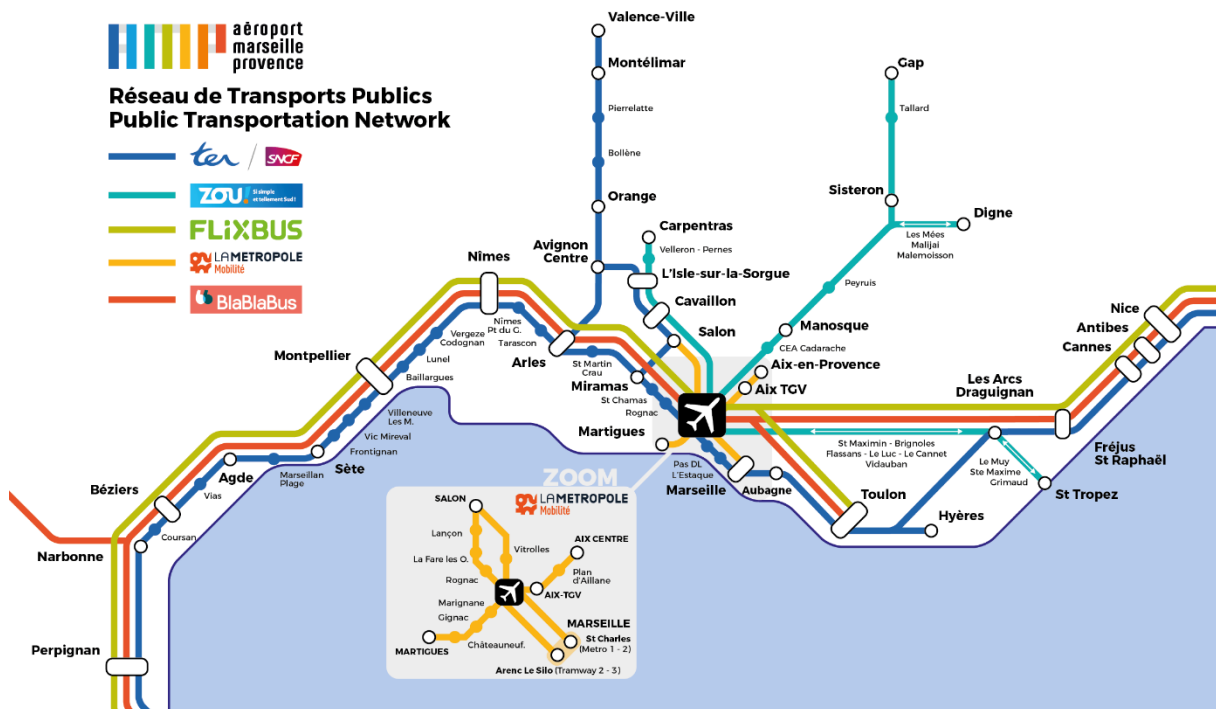 aéroport
marseille
provence
Réseau de Transports Publics
Public Transportation Network
ter / SNCF
ZOU! Si simple
et tellement Sud !
FLiXBUS
LAMETROPOLE
Mobilité
BlaBlaBus
Valence-Ville
Montélimar
Pierrelatte
Bollène
Orange
Avignon
Centre
Carpentras
Velleron - Pernes
L'Isle-sur-la-Sorgue
Cavaillon
Salon
Gap
Tallard
Sisteron
Digne
Les Mées
Malijai
Malemoisson
Peyruis
Manosque
CEA Cadarache
Aix-en-Provence
Aix TGV
Nîmes
Nîmes
Pt du G.
Tarascon
Vergeze
Codognan
Lunel
Baillargues
Arles
St Martin
Crau
Miramas
St Chamas
Rognac
Martigues
Montpellier
Villeneuve
Les M.
Vic Mireval
Frontignan
Sète
Marseillan
Plage
Agde
Vias
Béziers
Coursan
Narbonne
Perpignan
Pas DL
L'Estaque
Marseille
Aubagne
Toulon
Hyères
St Maximin - Brignoles
Flassans - Le Luc - Le Cannet
Vidauban
Le Muy
Ste Maxime
Grimaud
St Tropez
Les Arcs
Draguignan
Fréjus
St Raphaël
Nice
Antibes
Cannes
ZOOM
LAMETROPOLE
Mobilité
SALON
Lançon
La Fare les O.
Rognac
Vitrolles
AIX CENTRE
Plan
d'Aillane
AIX-TGV
Marignane
Gignac
Châteauneuf.
MARTIGUES
MARSEILLE
St Charles
(Metro 1 - 2)
Arenc Le Silo (Tramway 2 - 3)